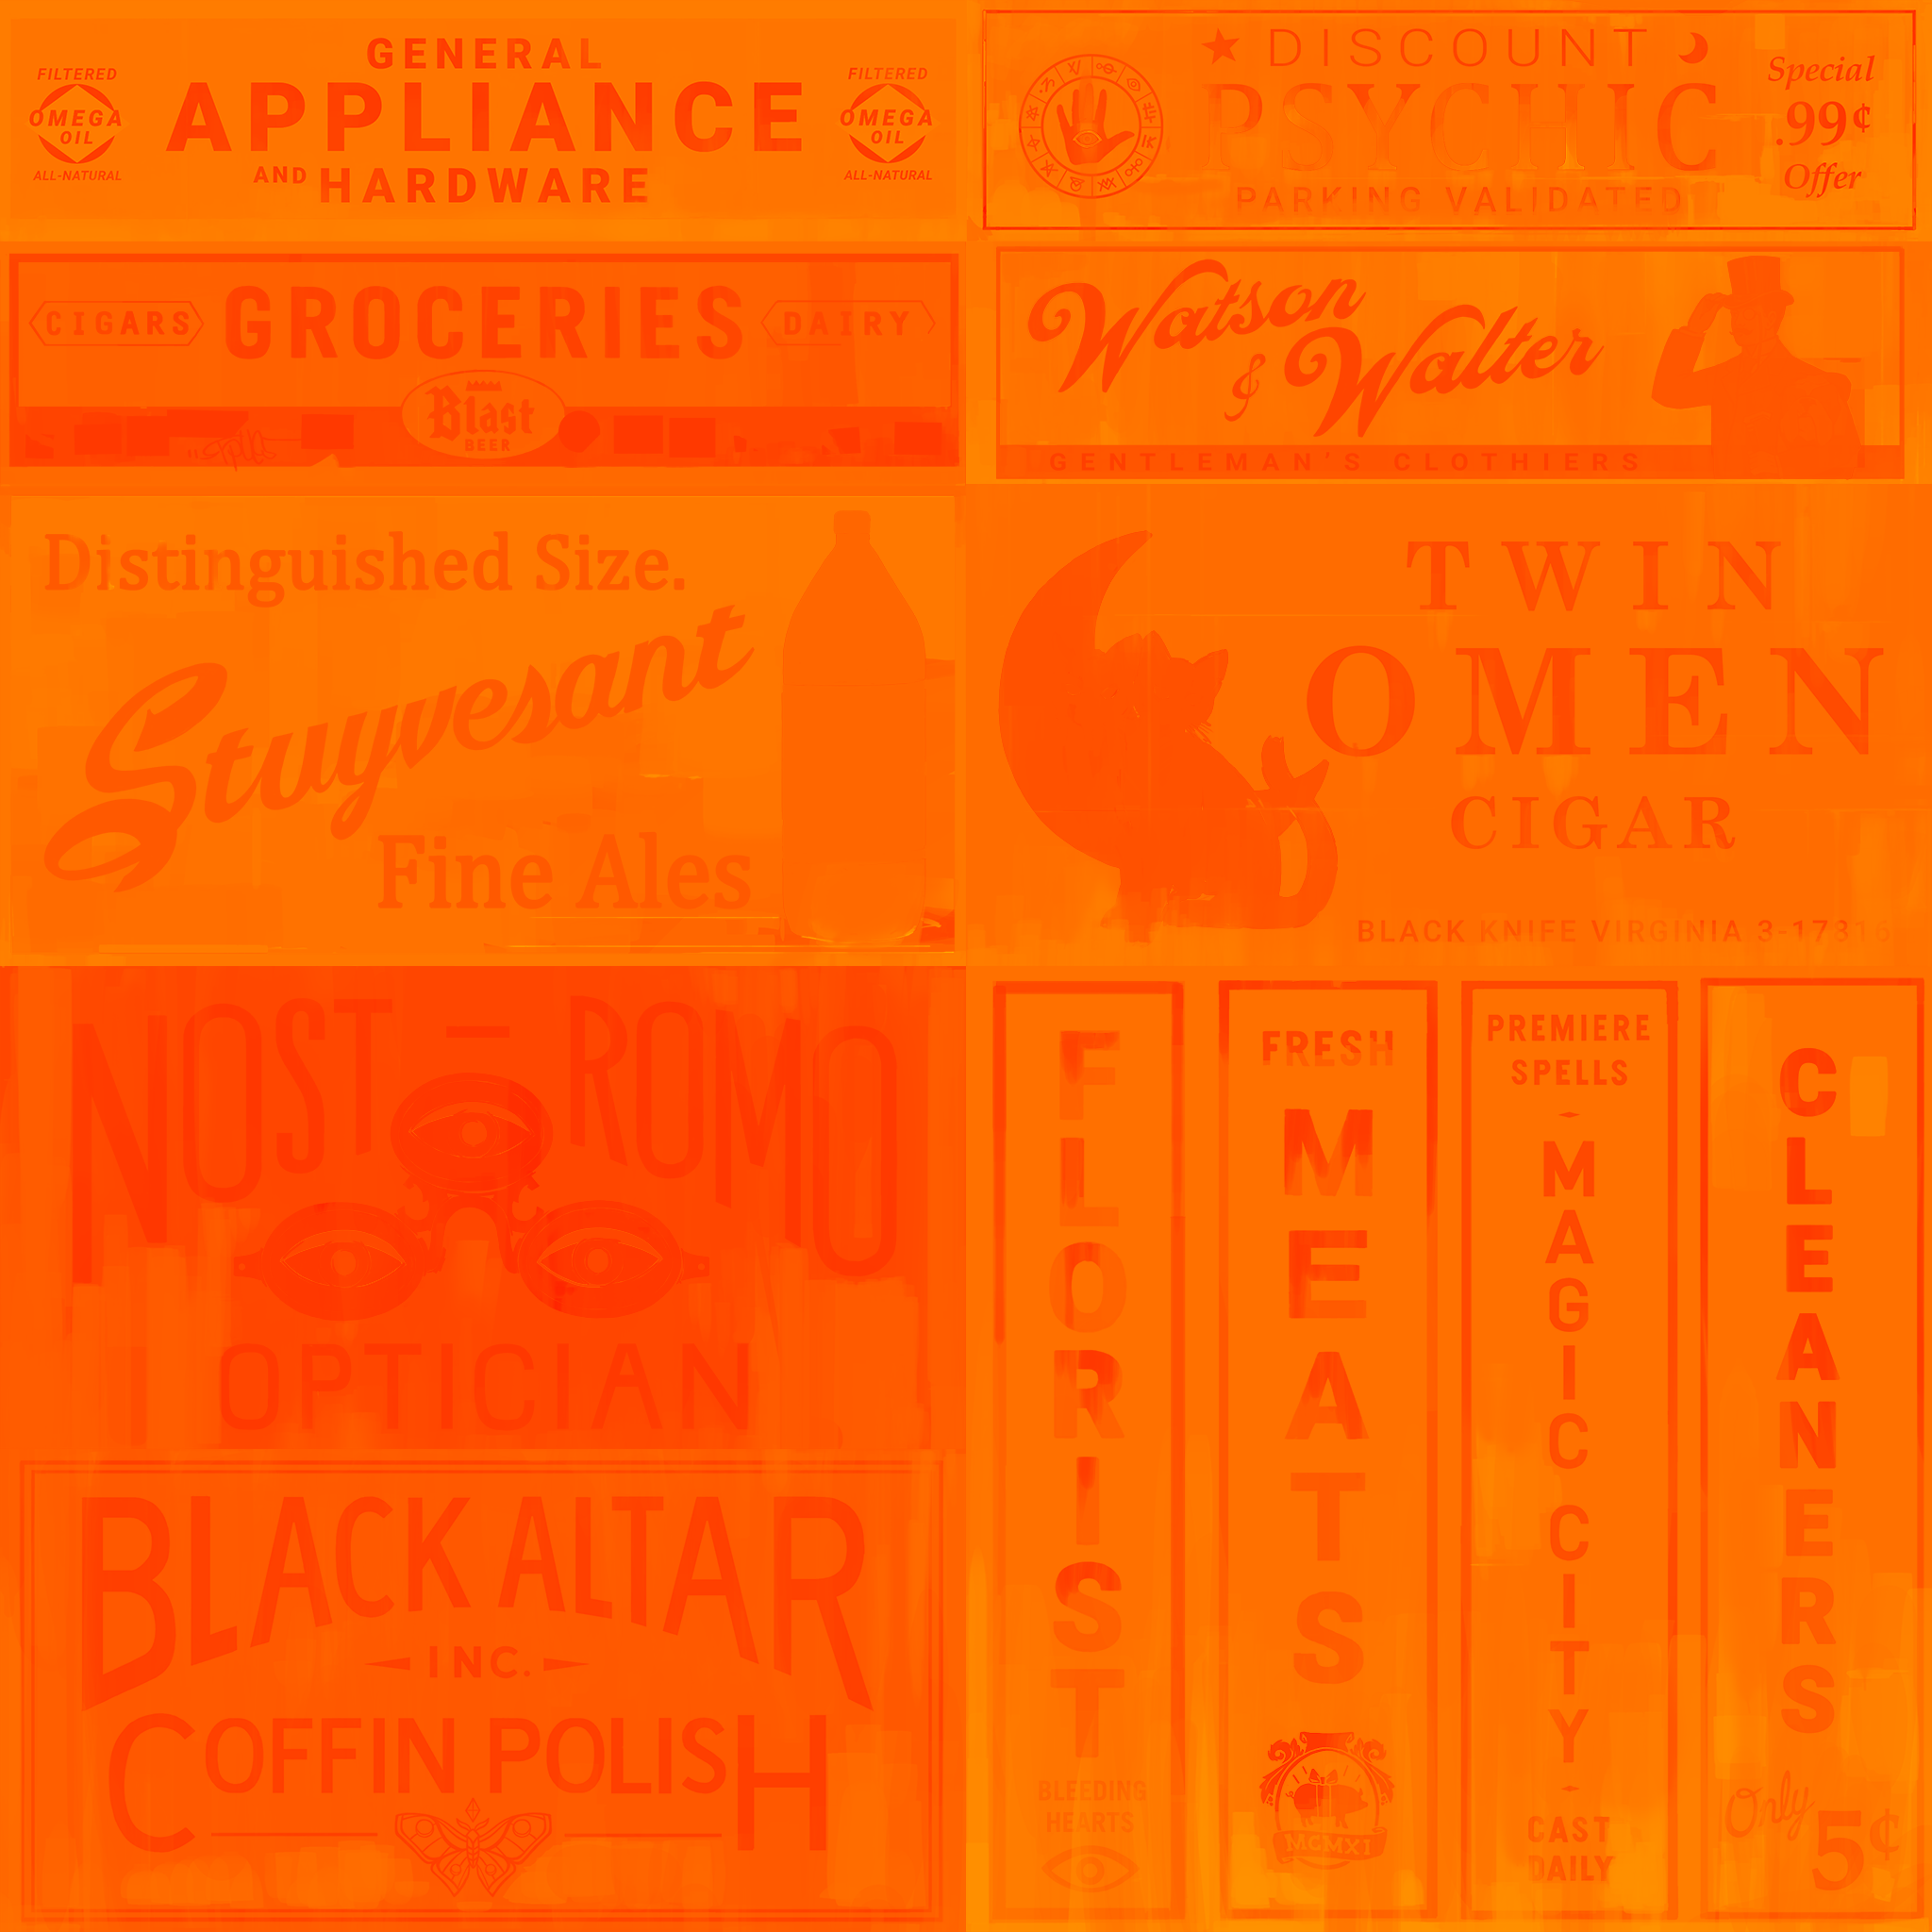 GENERAL
APPLIANCE
AND HARDWARE
FILTERED
OMEGA
OIL
ALL-NATURAL
FILTERED
OMEGA
OIL
ALL-NATURAL
DISCOUNT
PSYCHIC
PARKING VALIDATED
Special
.99¢
Offer
CIGARS
GROCERIES
DAIRY
Blast
BEER
Watson
& Walter
GENTLEMAN'S CLOTHIERS
Distinguished Size.
Stuyvesant
Fine Ales
TWIN
OMEN
CIGAR
BLACK KNIFE VIRGINIA 3-17316
NOST-ROMO
OPTICIAN
BLACK ALTAR
INC.
COFFIN POLISH
FLORIST
BLEEDING
HEARTS
FRESH
MEATS
MCMXI
PREMIERE
SPELLS
MAGIC CITY
CAST
DAILY
CLEANERS
Only
5¢